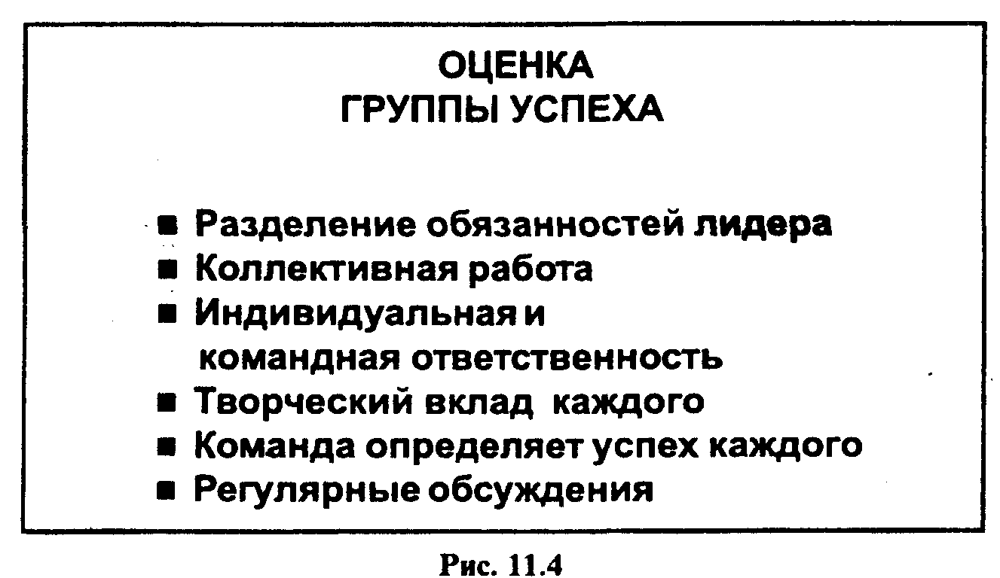 ОЦЕНКА
ГРУППЫ УСПЕХА
■ Разделение обязанностей лидера
■ Коллективная работа
■ Индивидуальная и
командная ответственность
■ Творческий вклад каждого
■ Команда определяет успех каждого
■ Регулярные обсуждения
Рис. 11.4